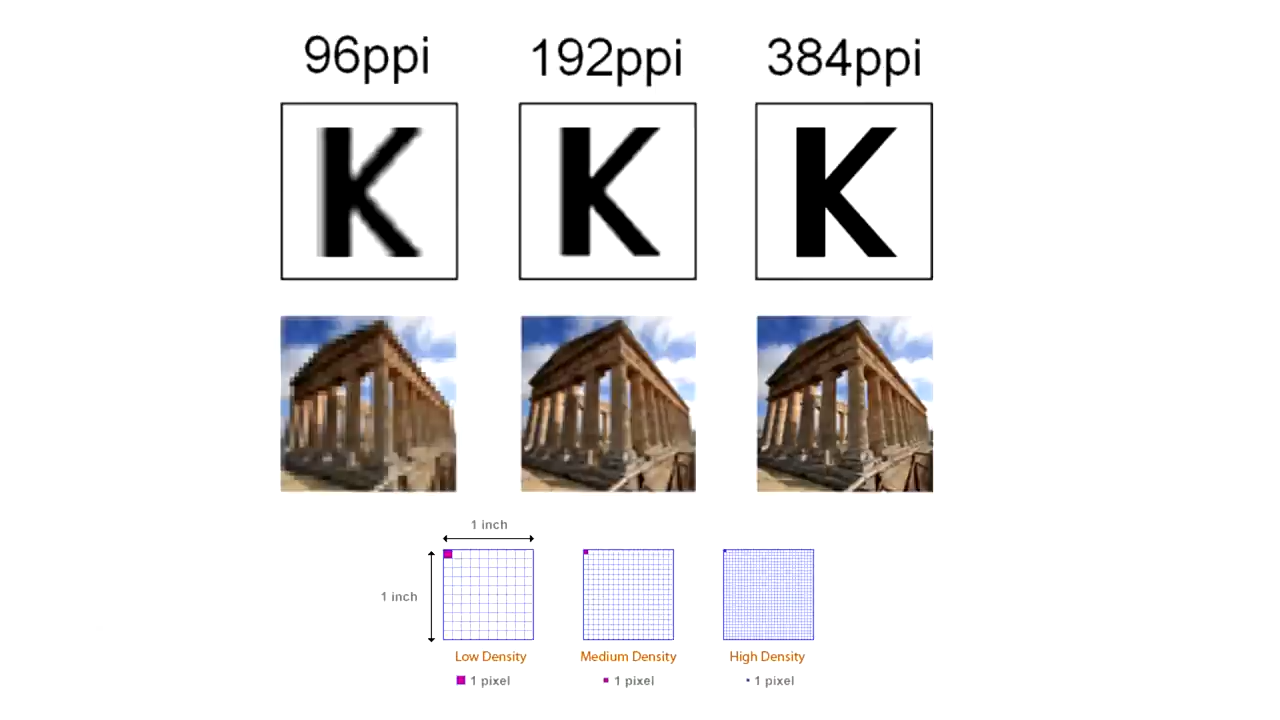 96ppi 192ppi 384ppi
K K K
1 inch
1 inch
Low Density Medium Density High Density
1 pixel 1 pixel 1 pixel